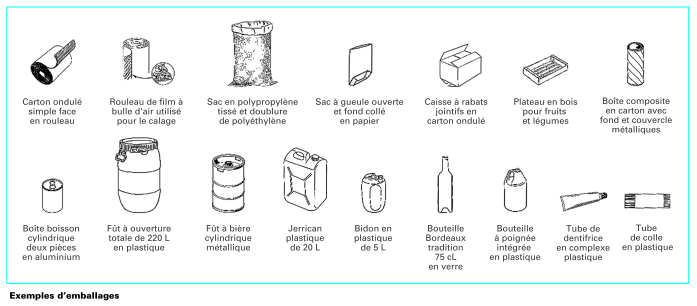 Carton ondulé
simple face
en rouleau
Rouleau de film à
bulle d'air utilisé
pour le calage
Sac en polypropylène
tissé et doublure
de polyéthylène
Sac à gueule ouverte
et fond collé
en papier
Caisse à rabats
jointifs en
carton ondulé
Plateau en bois
pour fruits
et légumes
Boîte composite
en carton avec
fond et couvercle
métalliques
Boîte boisson
cylindrique
deux pièces
en aluminium
Fût à ouverture
totale de 220 L
en plastique
Fût à bière
cylindrique
métallique
Jerrican
plastique
de 20 L
Bidon en
plastique
de 5 L
Bouteille
Bordeaux
tradition
75 cL
en verre
Bouteille
à poignée
intégrée
en plastique
Tube de
dentifrice
en complexe
plastique
Tube
de colle
en plastique
Exemples d'emballages